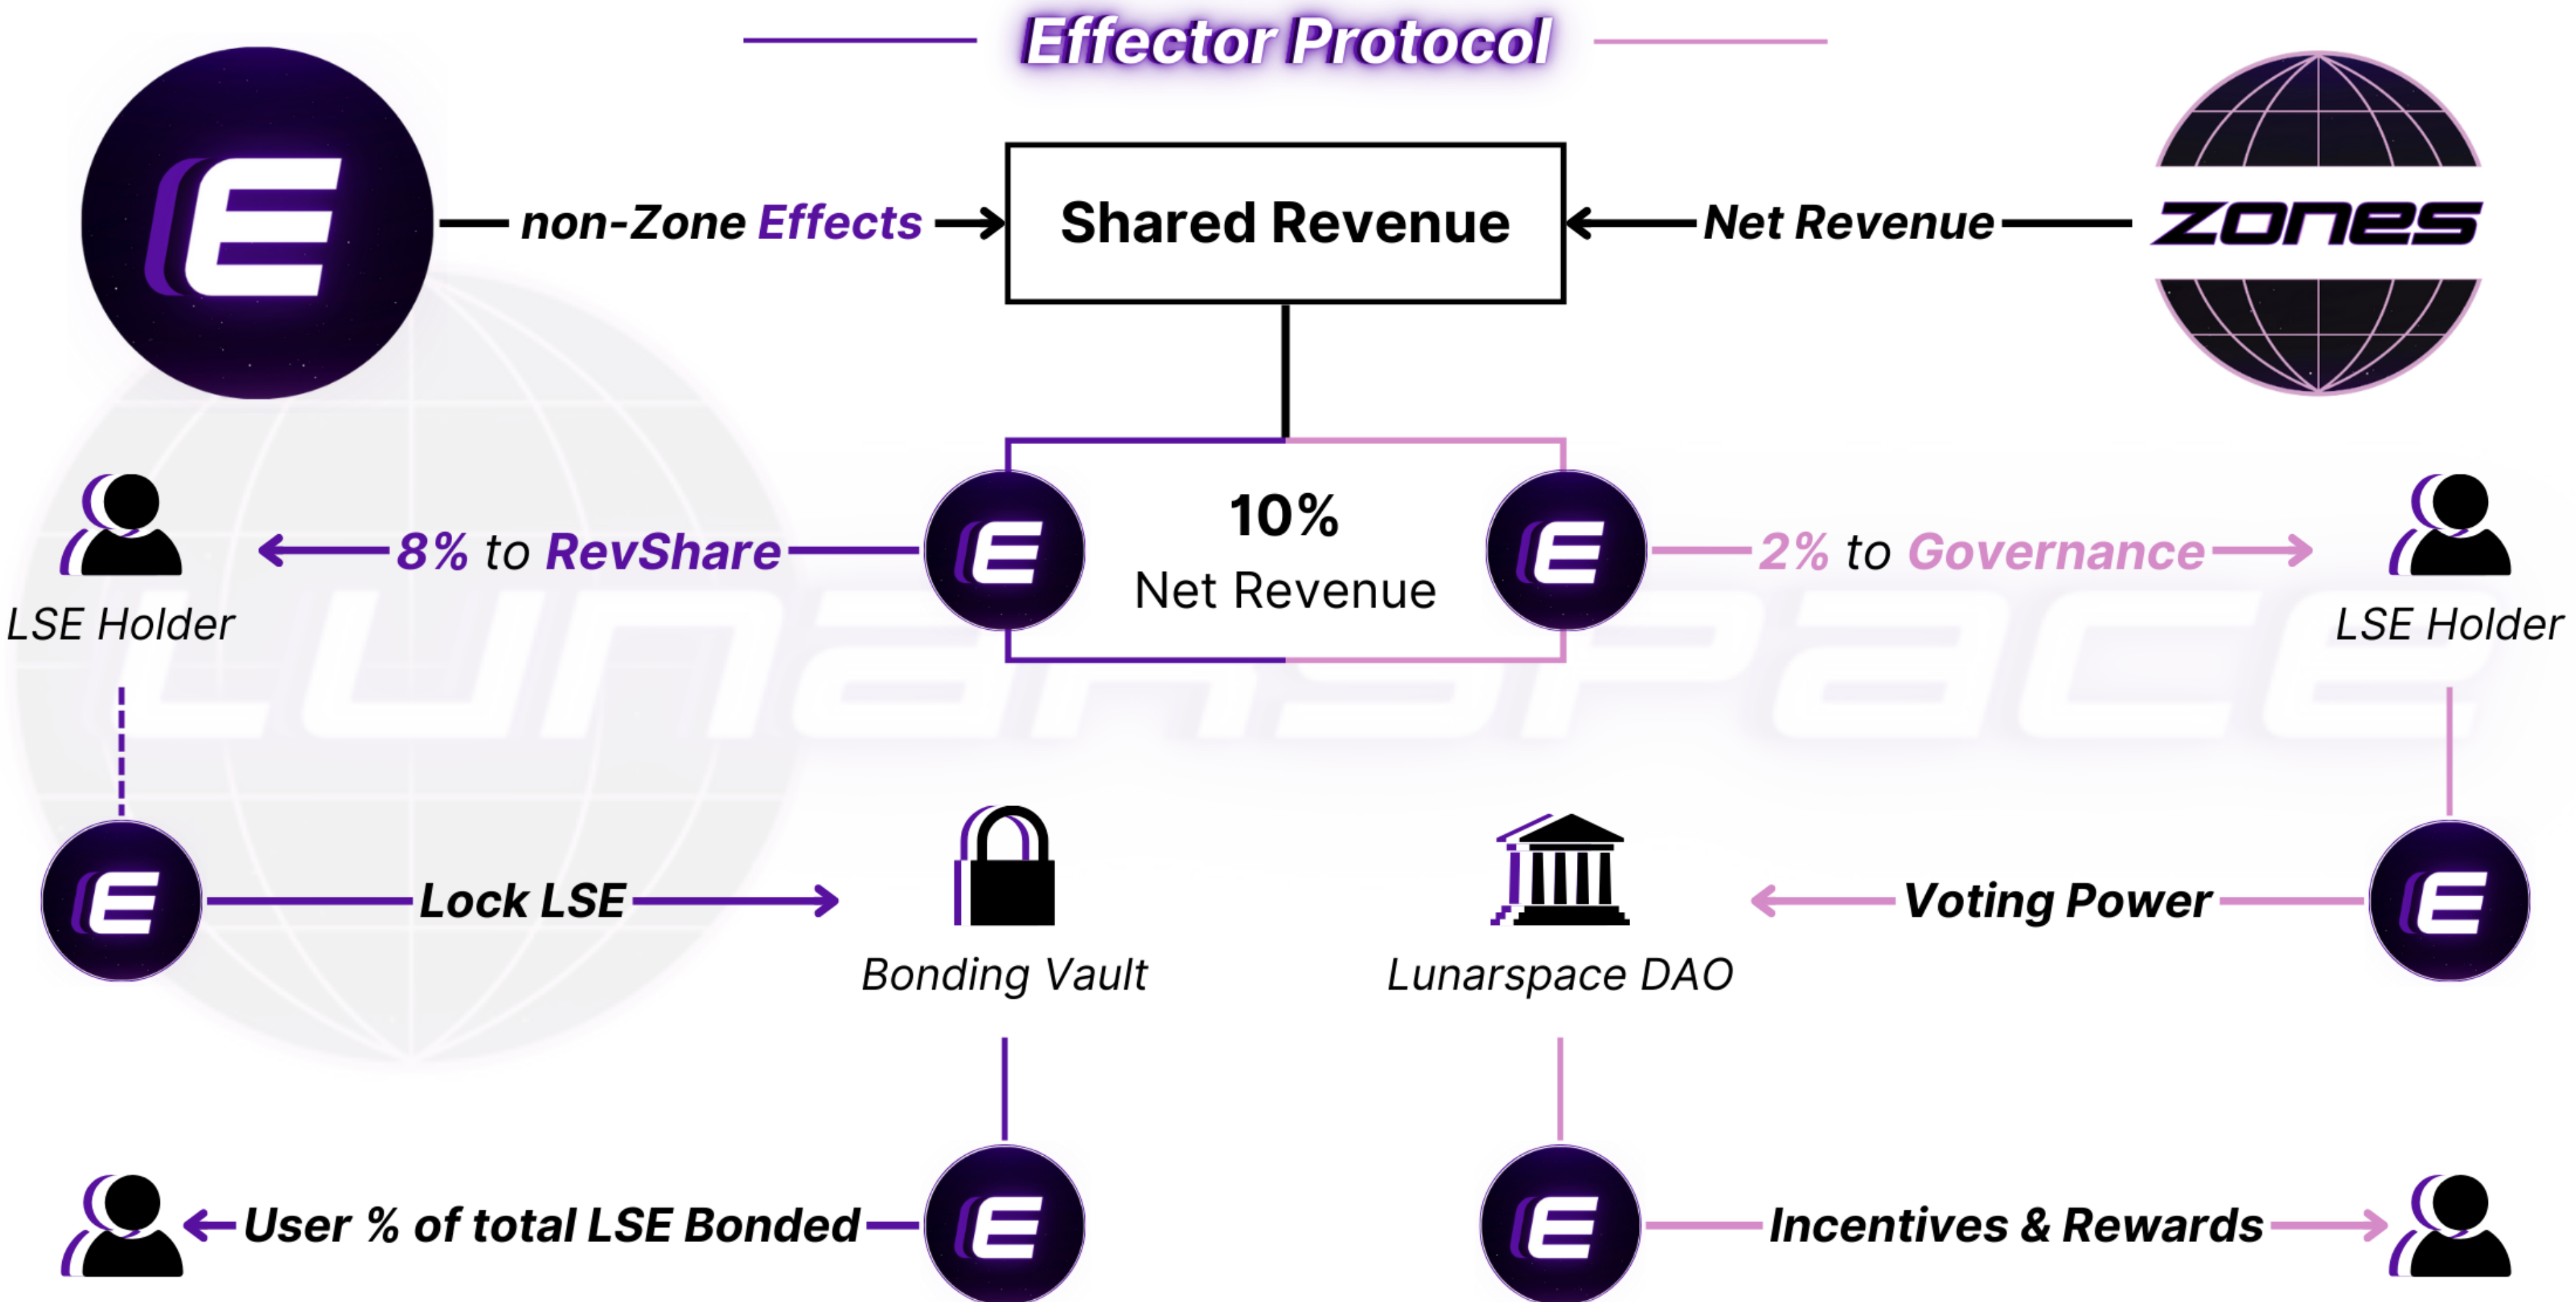 Effector Protocol
E
non-Zone Effects
Shared Revenue
Net Revenue
ZONES
10%
Net Revenue
E
E
8% to RevShare
2% to Governance
LSE Holder
LSE Holder
LUNARSPACE
E
Lock LSE
Bonding Vault
Lunarspace DAO
Voting Power
E
User % of total LSE Bonded
E
E
Incentives & Rewards